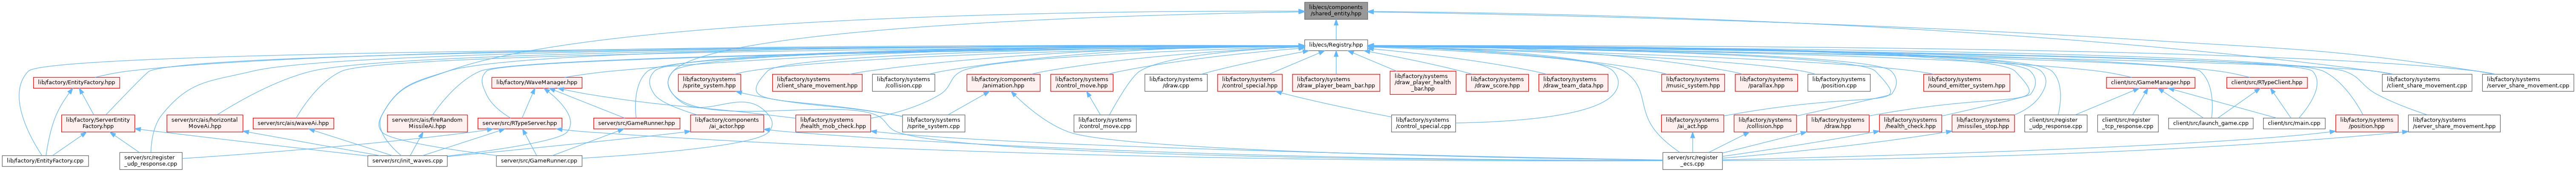 lib/ecs/components
/shared_entity.hpp
lib/ecs/Registry.hpp
lib/factory/EntityFactory.hpp
lib/factory/WaveManager.hpp
lib/factory/systems
/sprite_system.hpp
lib/factory/systems
/client_share_movement.hpp
lib/factory/systems
/collision.cpp
lib/factory/components
/animation.hpp
lib/factory/systems
/control_move.hpp
lib/factory/systems
/draw.cpp
lib/factory/systems
/control_special.hpp
lib/factory/systems
/draw_player_beam_bar.hpp
lib/factory/systems
/draw_player_health
_bar.hpp
lib/factory/systems
/draw_score.hpp
lib/factory/systems
/draw_team_data.hpp
lib/factory/systems
/music_system.hpp
lib/factory/systems
/parallax.hpp
lib/factory/systems
/position.cpp
lib/factory/systems
/sound_emitter_system.hpp
client/src/GameManager.hpp
client/src/RTypeClient.hpp
lib/factory/systems
/client_share_movement.cpp
lib/factory/systems
/server_share_movement.cpp
lib/factory/ServerEntity
Factory.hpp
server/src/ais/horizontal
MoveAi.hpp
server/src/ais/waveAi.hpp
server/src/ais/fireRandom
MissileAi.hpp
server/src/RTypeServer.hpp
server/src/GameRunner.hpp
lib/factory/components
/ai_actor.hpp
lib/factory/systems
/health_mob_check.hpp
lib/factory/systems
/sprite_system.cpp
lib/factory/systems
/control_move.cpp
lib/factory/systems
/control_special.cpp
lib/factory/systems
/ai_act.hpp
lib/factory/systems
/collision.hpp
lib/factory/systems
/draw.hpp
lib/factory/systems
/health_check.hpp
lib/factory/systems
/missiles_stop.hpp
client/src/register
_udp_response.cpp
client/src/register
_tcp_response.cpp
client/src/launch_game.cpp
client/src/main.cpp
lib/factory/systems
/position.hpp
lib/factory/systems
/server_share_movement.hpp
lib/factory/EntityFactory.cpp
server/src/register
_udp_response.cpp
server/src/init_waves.cpp
server/src/GameRunner.cpp
server/src/register
_ecs.cpp